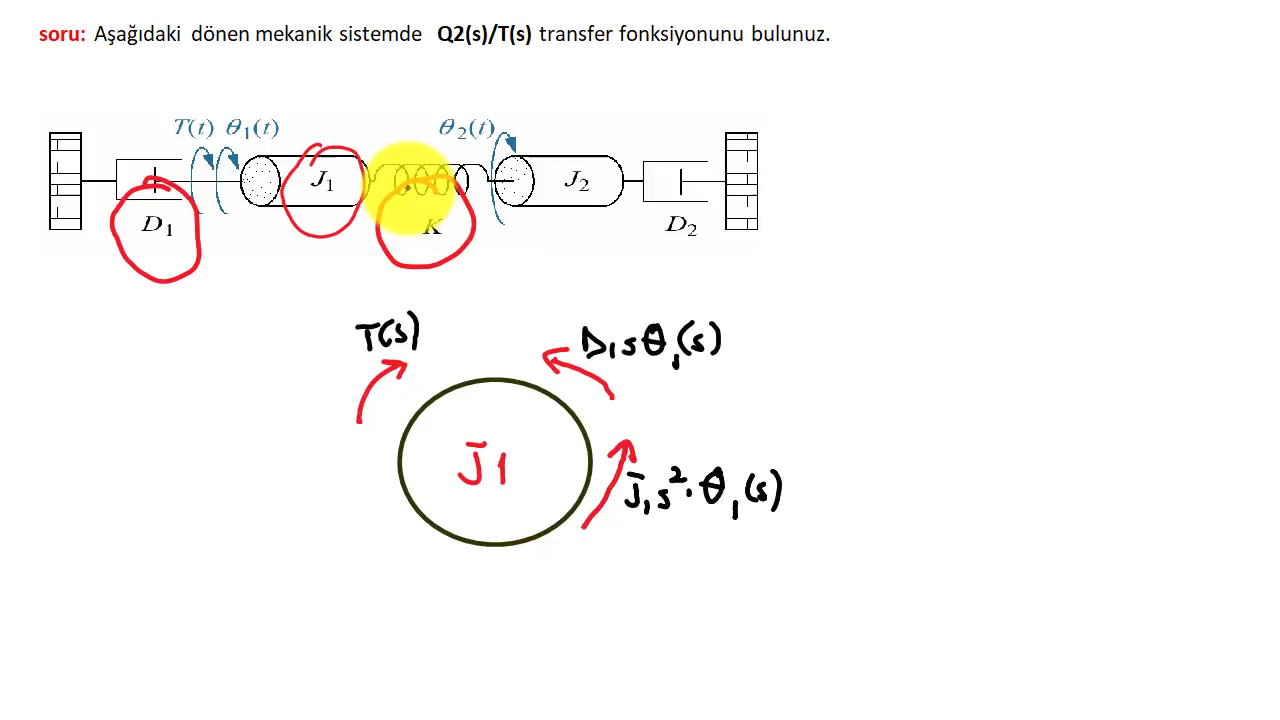 soru: Aşağıdaki dönen mekanik sistemde Q2(s)/T(s) transfer fonksiyonunu bulunuz.
T(t) θ1(t) θ2(t)
J1 J2
D1 K D2
T(s) D1sθ1(s)
J1
J1s²·θ1(s)